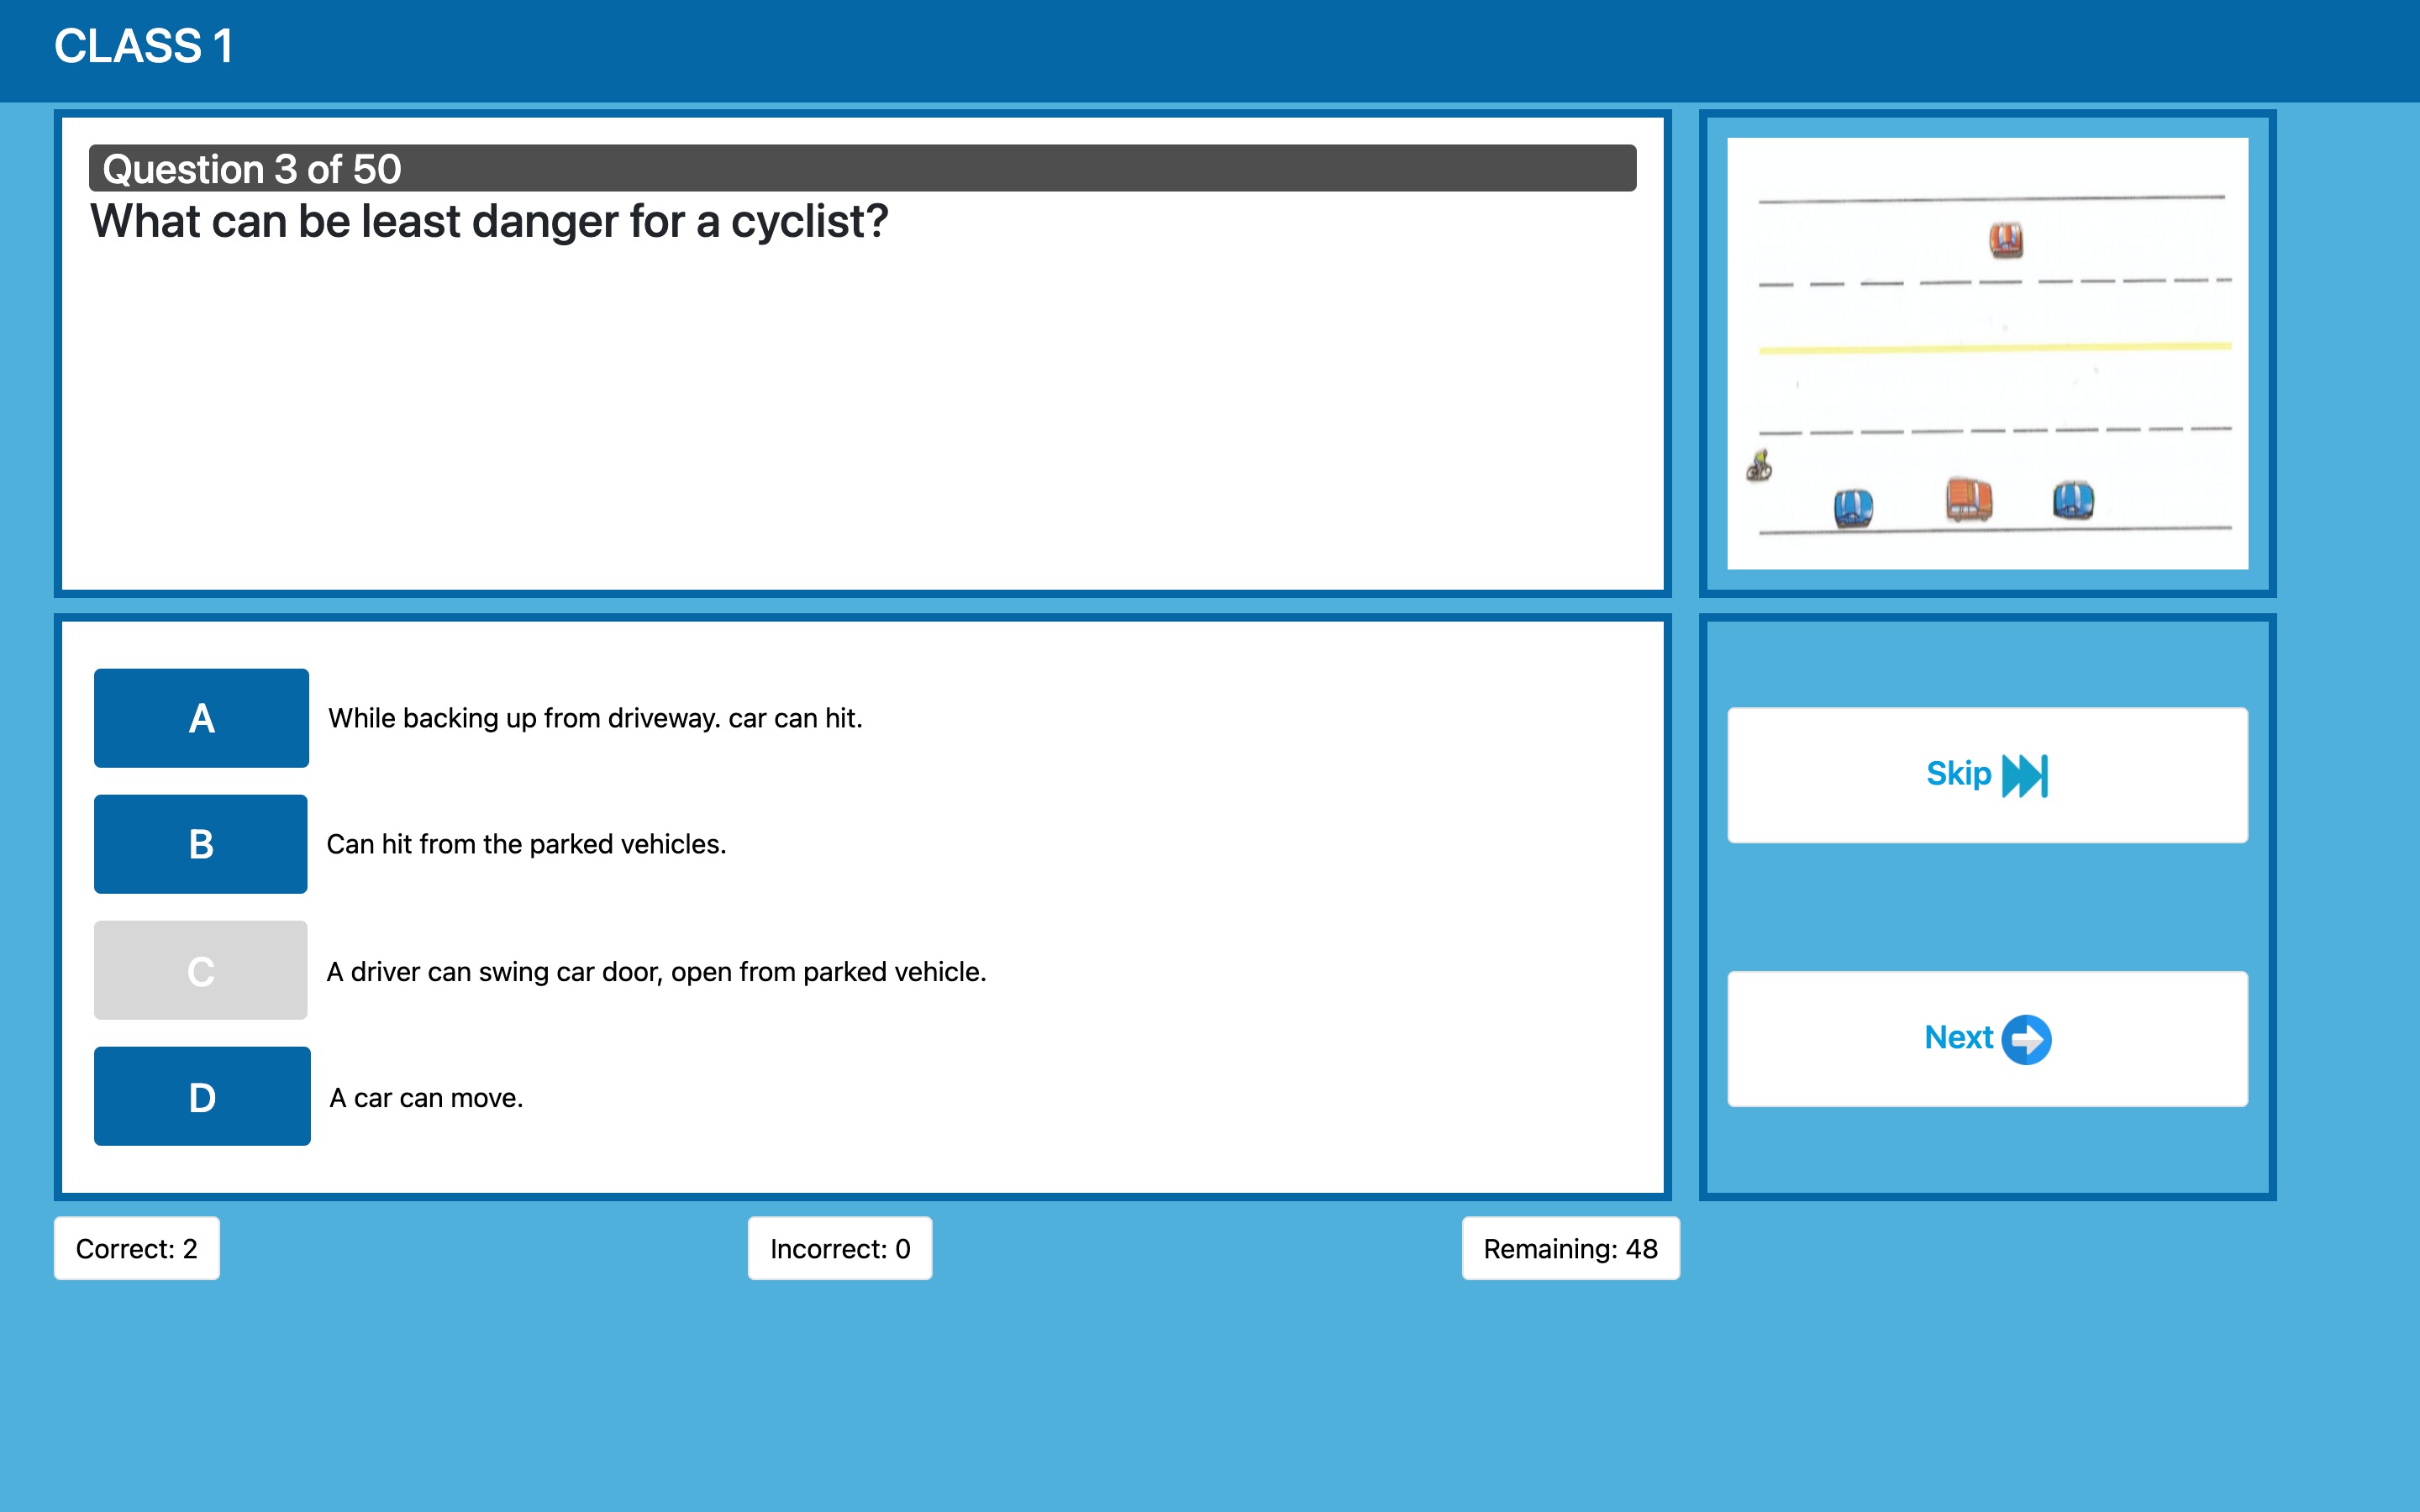 CLASS 1
Question 3 of 50
What can be least danger for a cyclist?
A
While backing up from driveway. car can hit.
B
Can hit from the parked vehicles.
C
A driver can swing car door, open from parked vehicle.
D
A car can move.
Skip
Next
Correct: 2
Incorrect: 0
Remaining: 48